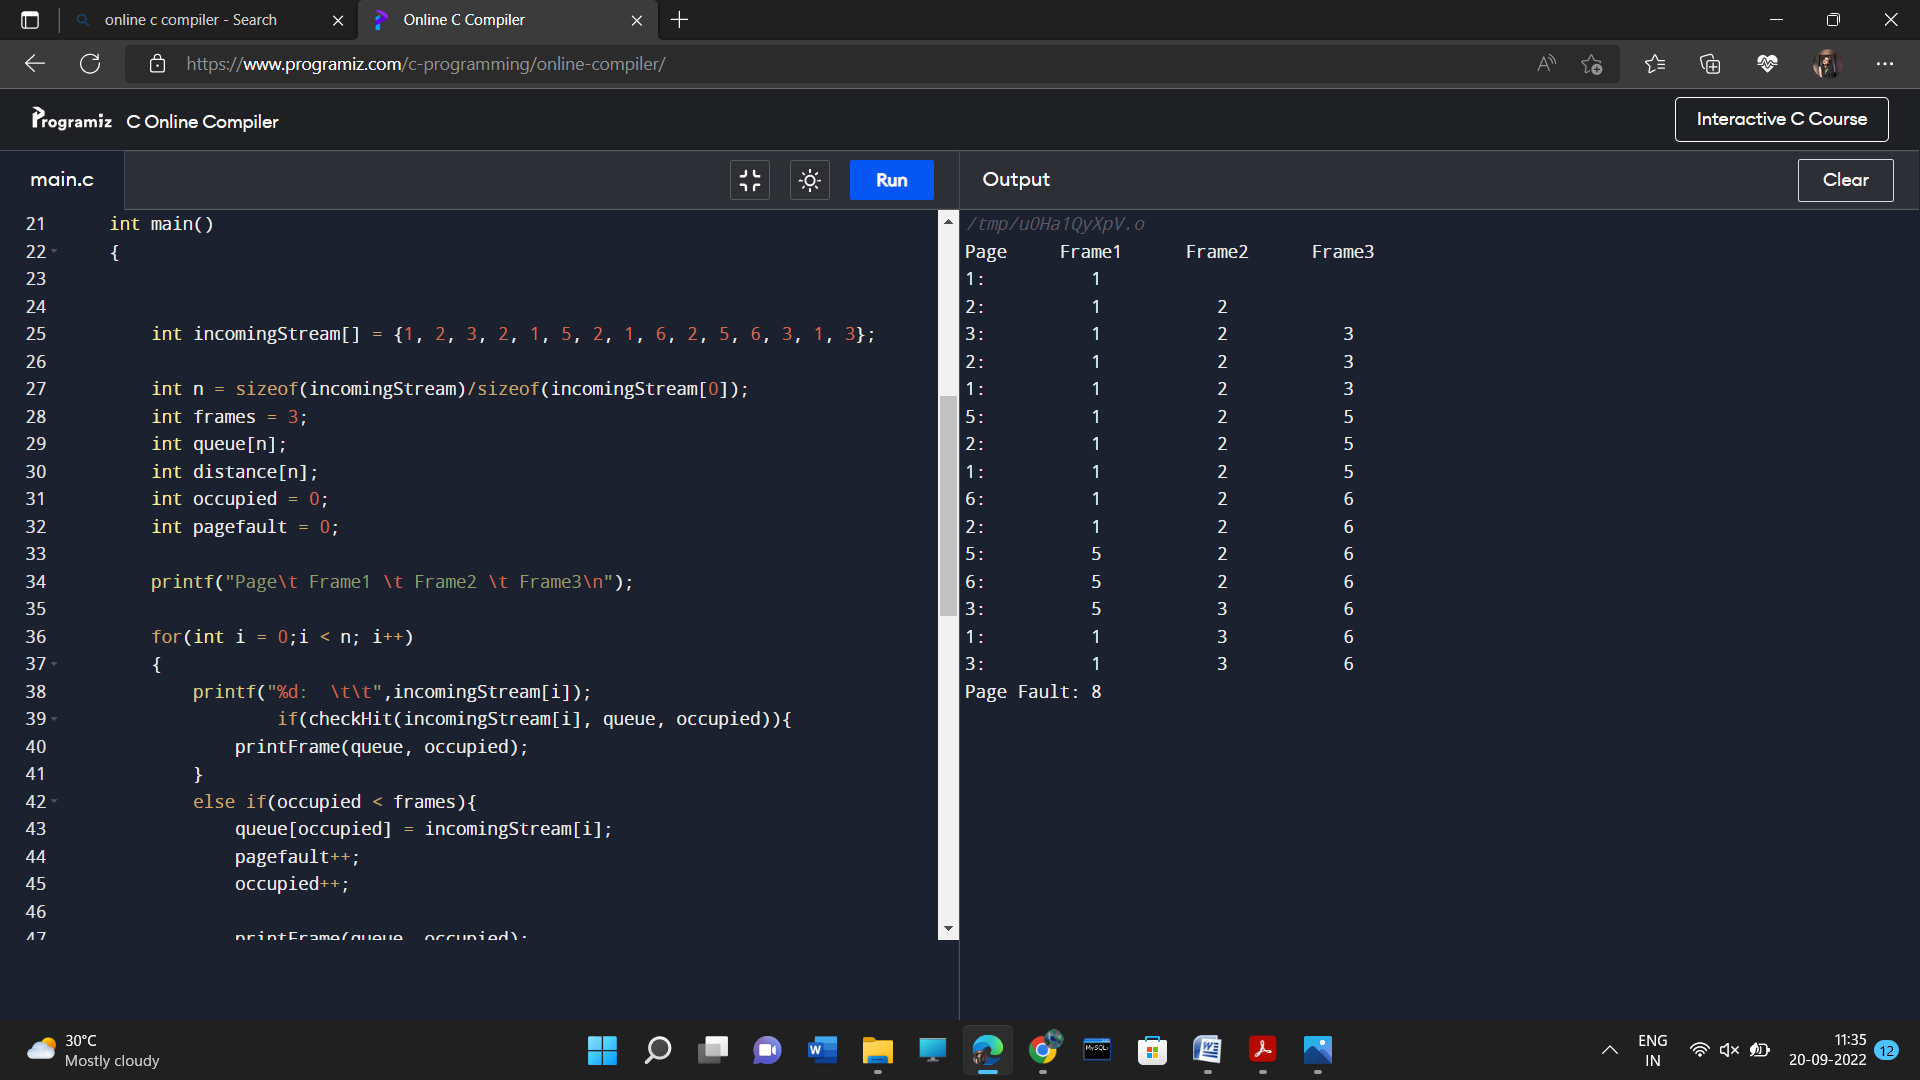 online c compiler - Search
Online C Compiler
https://www.programiz.com/c-programming/online-compiler/
Programiz C Online Compiler
Interactive C Course
main.c
Run
Output
Clear
21 int main()
22 {
23
24
25 int incomingStream[] = {1, 2, 3, 2, 1, 5, 2, 1, 6, 2, 5, 6, 3, 1, 3};
26
27 int n = sizeof(incomingStream)/sizeof(incomingStream[0]);
28 int frames = 3;
29 int queue[n];
30 int distance[n];
31 int occupied = 0;
32 int pagefault = 0;
33
34 printf("Page\t Frame1 \t Frame2 \t Frame3\n");
35
36 for(int i = 0;i < n; i++)
37 {
38 printf("%d:  \t\t",incomingStream[i]);
39 if(checkHit(incomingStream[i], queue, occupied)){
40 printFrame(queue, occupied);
41 }
42 else if(occupied < frames){
43 queue[occupied] = incomingStream[i];
44 pagefault++;
45 occupied++;
46
47 printFrame(queue, occupied);
/tmp/u0Ha1QyXpV.o
Page Frame1 Frame2 Frame3
1: 1
2: 1 2
3: 1 2 3
2: 1 2 3
1: 1 2 3
5: 1 2 5
2: 1 2 5
1: 1 2 5
6: 1 2 6
2: 1 2 6
5: 5 2 6
6: 5 2 6
3: 5 3 6
1: 1 3 6
3: 1 3 6
Page Fault: 8
30°C
Mostly cloudy
MySQL
ENG
IN
11:35
20-09-2022
12